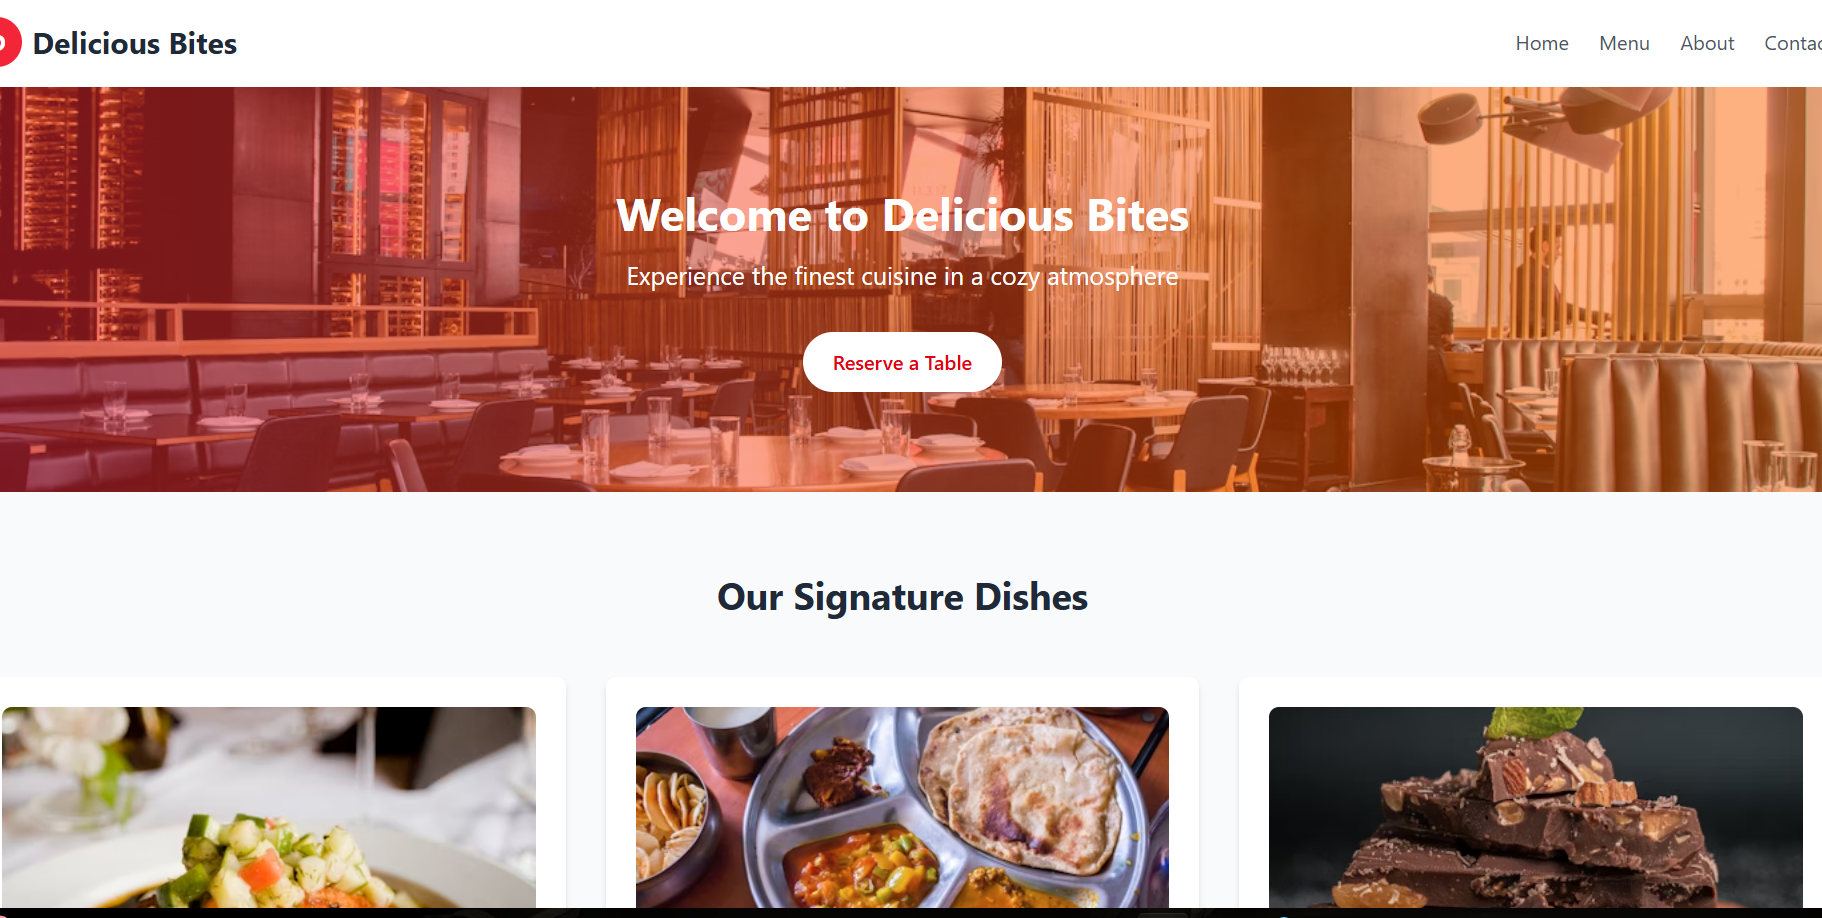 Delicious Bites
Home Menu About Contac
Welcome to Delicious Bites
Experience the finest cuisine in a cozy atmosphere
Reserve a Table
Our Signature Dishes